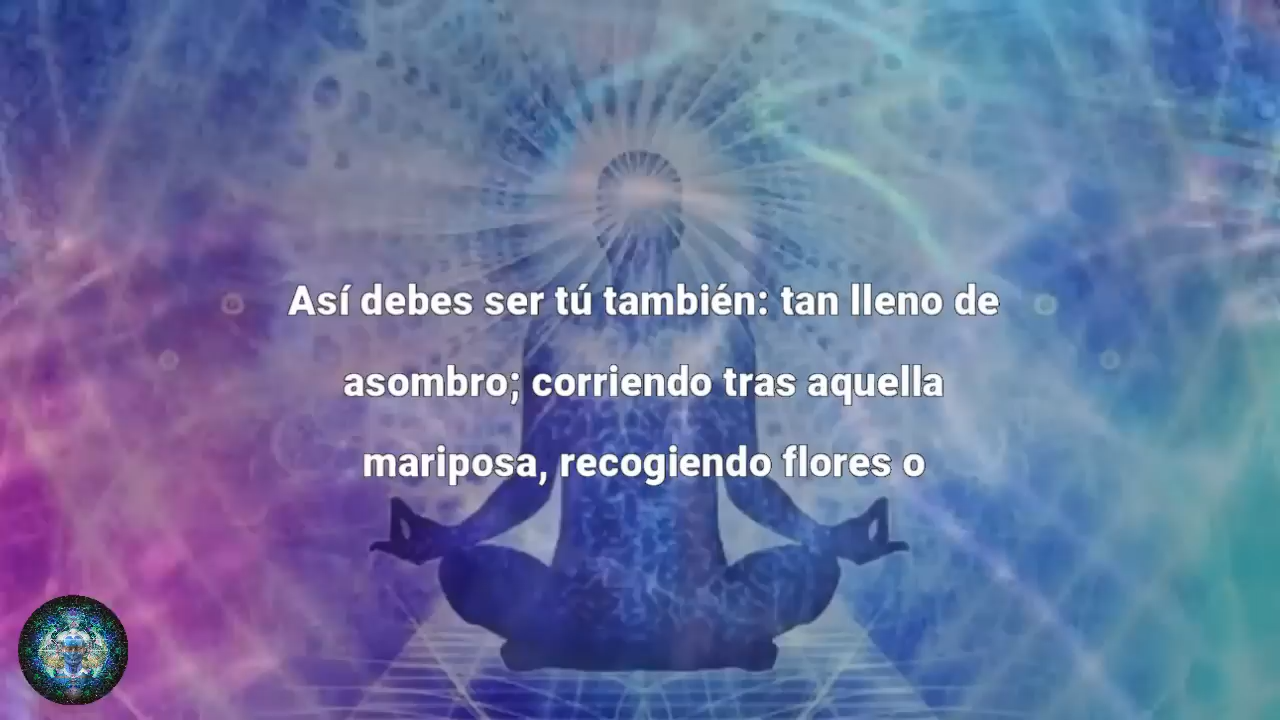 Así debes ser tú también: tan lleno de
asombro; corriendo tras aquella
mariposa, recogiendo flores o